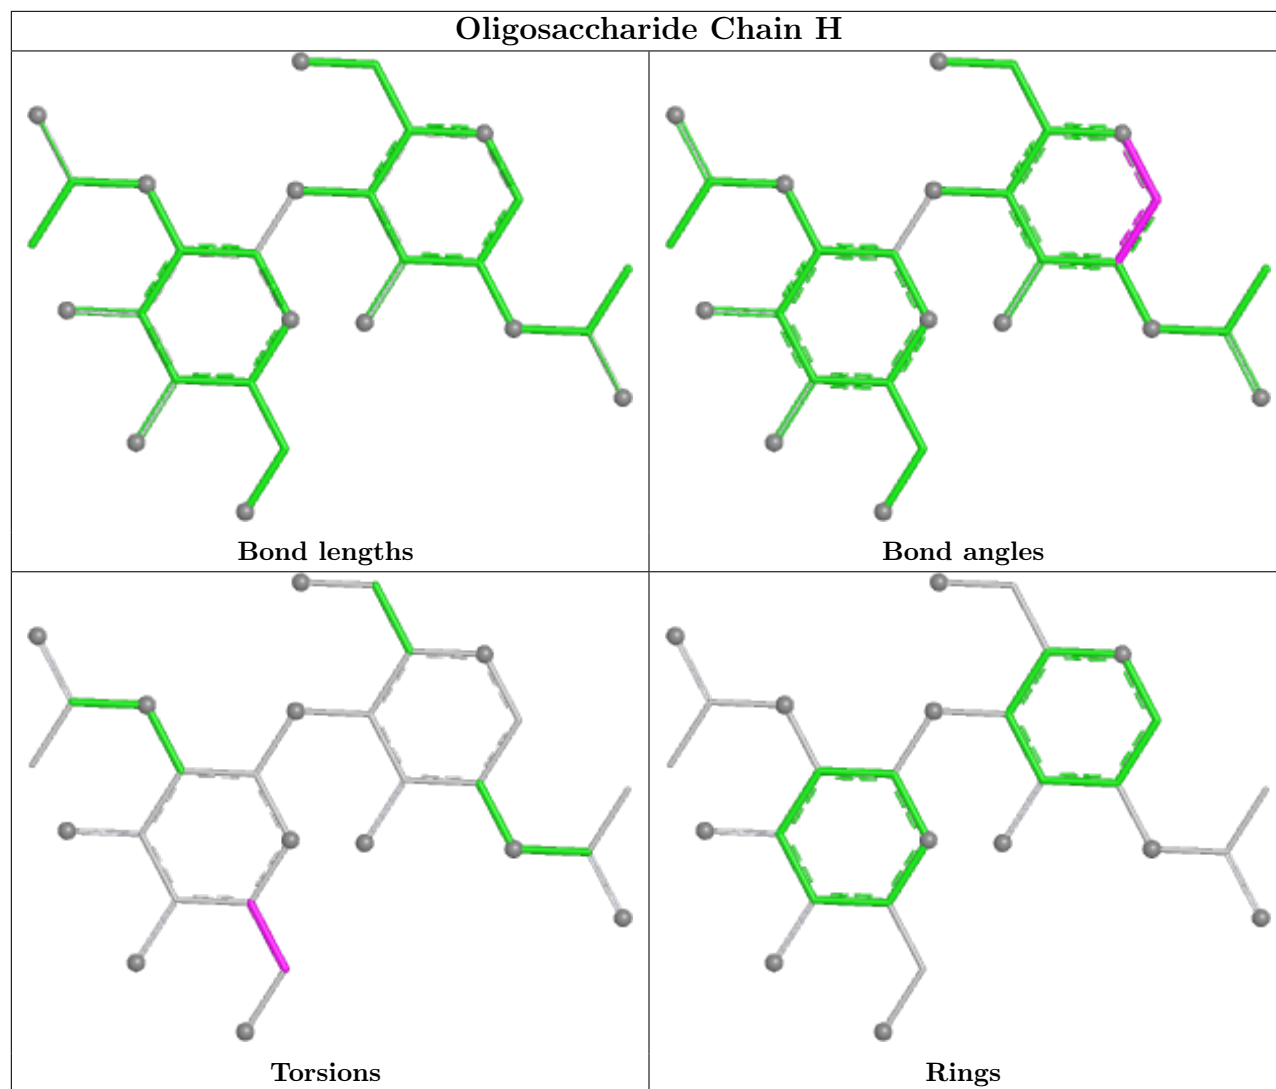 Oligosaccharide Chain H
Bond lengths
Bond angles
Torsions
Rings